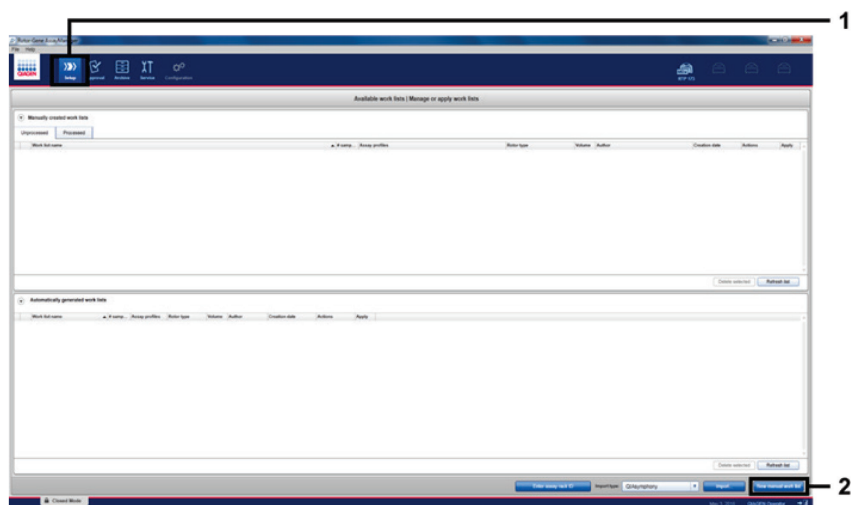 1
Rotor-Gene AssayManager
File Help
QIAGEN
Setup Approval Archive Service Configuration
Available work lists | Manage or apply work lists
Manually created work lists
Unprocessed Processed
Work list name # samp... Assay profiles Rotor type Volume Author Creation date Actions Apply
Delete selected Refresh list
Automatically generated work lists
Work list name # samp... Assay profiles Rotor type Volume Author Creation date Actions Apply
Delete selected Refresh list
Import type: QIAsymphony Import... New manual work list
2
Closed Mode
QIAGEN Operator